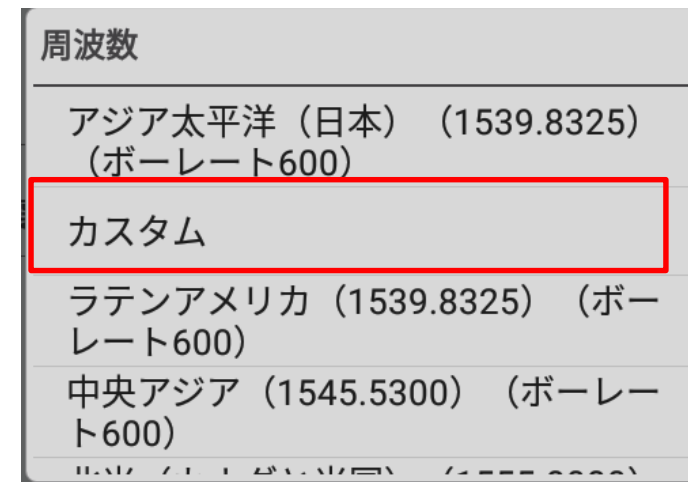 周波数
アジア太平洋（日本）（1539.8325）
（ボーレート600）
カスタム
ラテンアメリカ（1539.8325）（ボー
レート600）
中央アジア（1545.5300）（ボーレー
ト600）